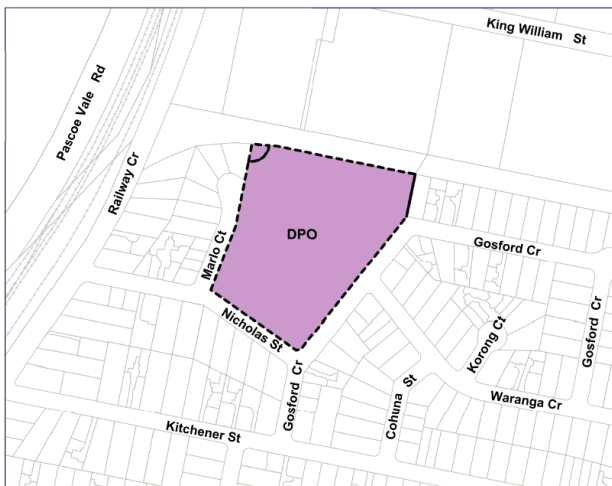 King William St
Pascoe Vale Rd
Railway Cr
DPO
Marlo Ct
Gosford Cr
Nicholas St
Gosford Cr
Korong Ct
Gosford Cr
Cohuna St
Waranga Cr
Kitchener St